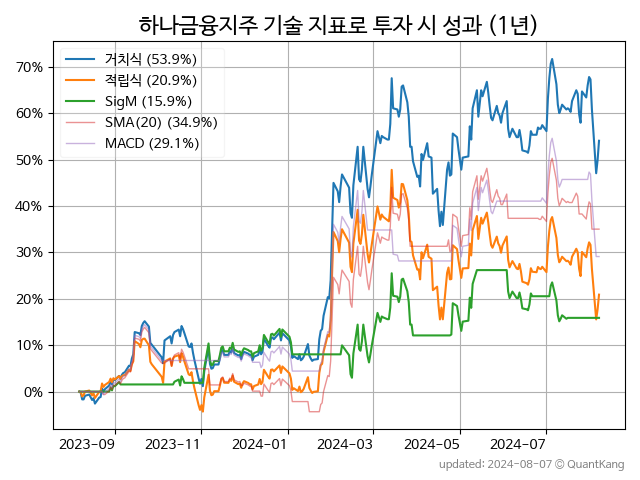 하나금융지주 기술 지표로 투자 시 성과 (1년)
거치식 (53.9%)
적립식 (20.9%)
SigM (15.9%)
SMA(20) (34.9%)
MACD (29.1%)
70%
60%
50%
40%
30%
20%
10%
0%
2023-09 2023-11 2024-01 2024-03 2024-05 2024-07
updated: 2024-08-07 © QuantKang